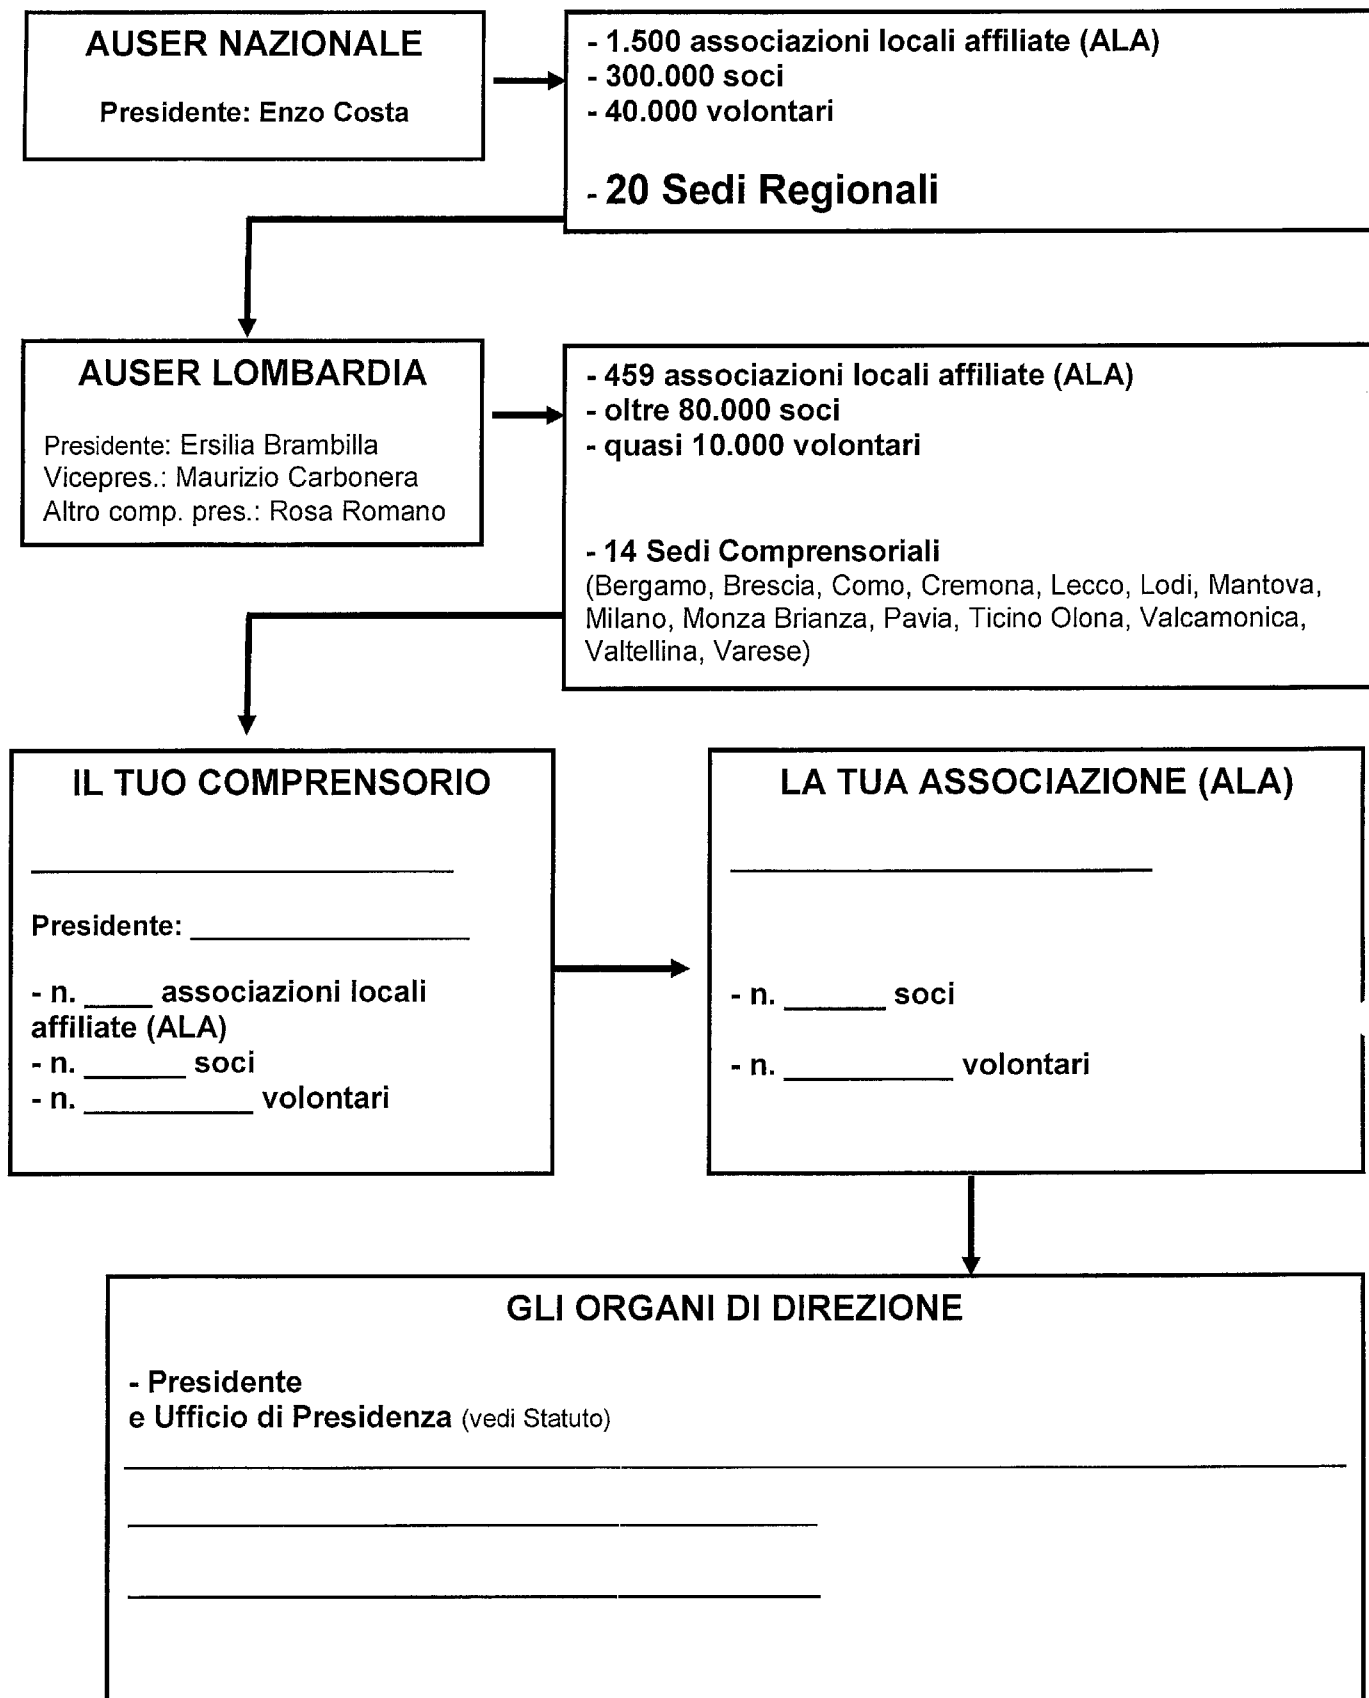 AUSER NAZIONALE
Presidente: Enzo Costa
- 1.500 associazioni locali affiliate (ALA)
- 300.000 soci
- 40.000 volontari
- 20 Sedi Regionali
AUSER LOMBARDIA
Presidente: Ersilia Brambilla
Vicepres.: Maurizio Carbonera
Altro comp. pres.: Rosa Romano
- 459 associazioni locali affiliate (ALA)
- oltre 80.000 soci
- quasi 10.000 volontari
- 14 Sedi Comprensoriali
(Bergamo, Brescia, Como, Cremona, Lecco, Lodi, Mantova,
Milano, Monza Brianza, Pavia, Ticino Olona, Valcamonica,
Valtellina, Varese)
IL TUO COMPRENSORIO
Presidente: ________________
- n. ____ associazioni locali
affiliate (ALA)
- n. ______ soci
- n. __________ volontari
LA TUA ASSOCIAZIONE (ALA)
- n. ______ soci
- n. __________ volontari
GLI ORGANI DI DIREZIONE
- Presidente
e Ufficio di Presidenza (vedi Statuto)